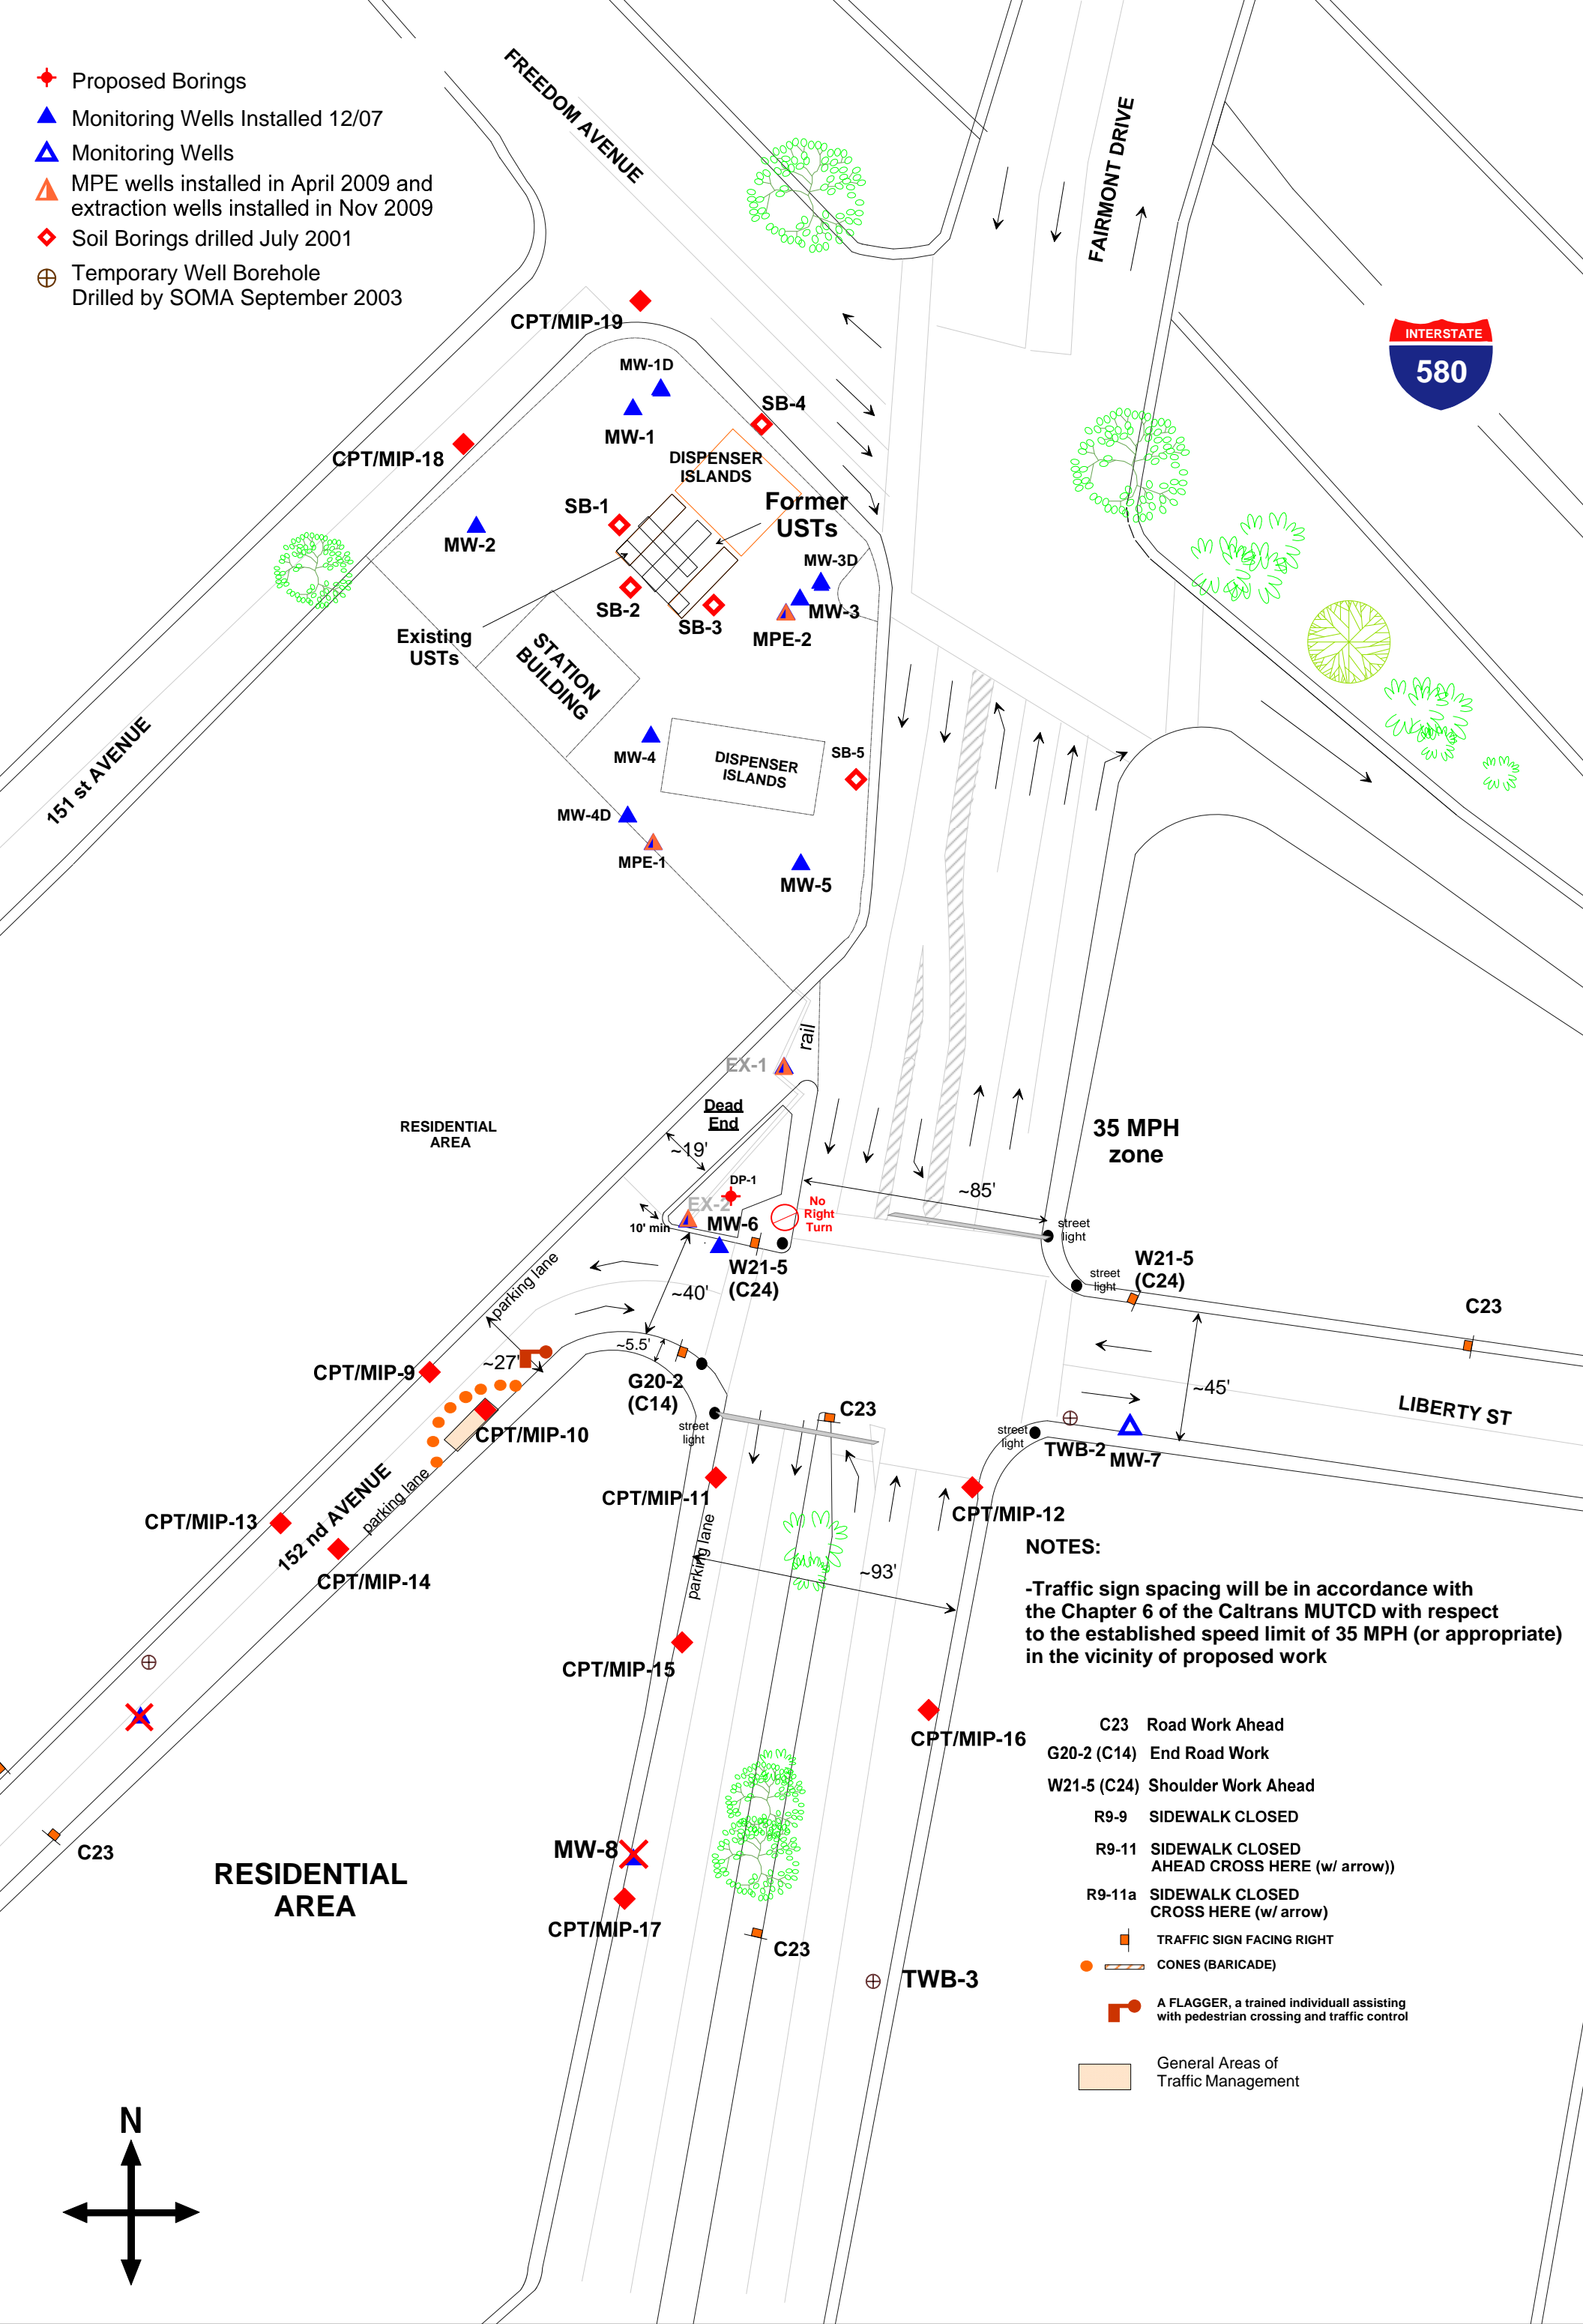 FREEDOM AVENUE
FAIRMONT DRIVE
Proposed Borings
Monitoring Wells Installed 12/07
Monitoring Wells
MPE wells installed in April 2009 and
extraction wells installed in Nov 2009
Soil Borings drilled July 2001
Temporary Well Borehole
Drilled by SOMA September 2003
INTERSTATE
580
CPT/MIP-19
MW-1D
MW-1
SB-4
CPT/MIP-18
DISPENSER
ISLANDS
Former
USTs
SB-1
MW-2
MW-3D
SB-2
MW-3
SB-3
MPE-2
Existing
USTs
STATION
BUILDING
151 st AVENUE
MW-4
DISPENSER
ISLANDS
SB-5
MW-4D
MPE-1
MW-5
rail
EX-1
Dead
End
RESIDENTIAL
AREA
35 MPH
zone
~19'
DP-1
~85'
EX-2
No
Right
Turn
10' min
MW-6
street
light
W21-5
(C24)
street
light
W21-5
(C24)
parking lane
~40'
C23
~5.5'
~27'
CPT/MIP-9
G20-2
(C14)
~45'
C23
LIBERTY ST
street
light
CPT/MIP-10
street
light
TWB-2
MW-7
152 nd AVENUE
parking lane
CPT/MIP-11
CPT/MIP-12
CPT/MIP-13
parking lane
CPT/MIP-14
~93'
NOTES:
-Traffic sign spacing will be in accordance with
the Chapter 6 of the Caltrans MUTCD with respect
to the established speed limit of 35 MPH (or appropriate)
in the vicinity of proposed work
CPT/MIP-15
CPT/MIP-16
C23 Road Work Ahead
G20-2 (C14) End Road Work
W21-5 (C24) Shoulder Work Ahead
R9-9 SIDEWALK CLOSED
R9-11 SIDEWALK CLOSED
AHEAD CROSS HERE (w/ arrow))
R9-11a SIDEWALK CLOSED
CROSS HERE (w/ arrow)
TRAFFIC SIGN FACING RIGHT
CONES (BARICADE)
A FLAGGER, a trained individuall assisting
with pedestrian crossing and traffic control
General Areas of
Traffic Management
C23
RESIDENTIAL
AREA
MW-8
CPT/MIP-17
C23
TWB-3
N